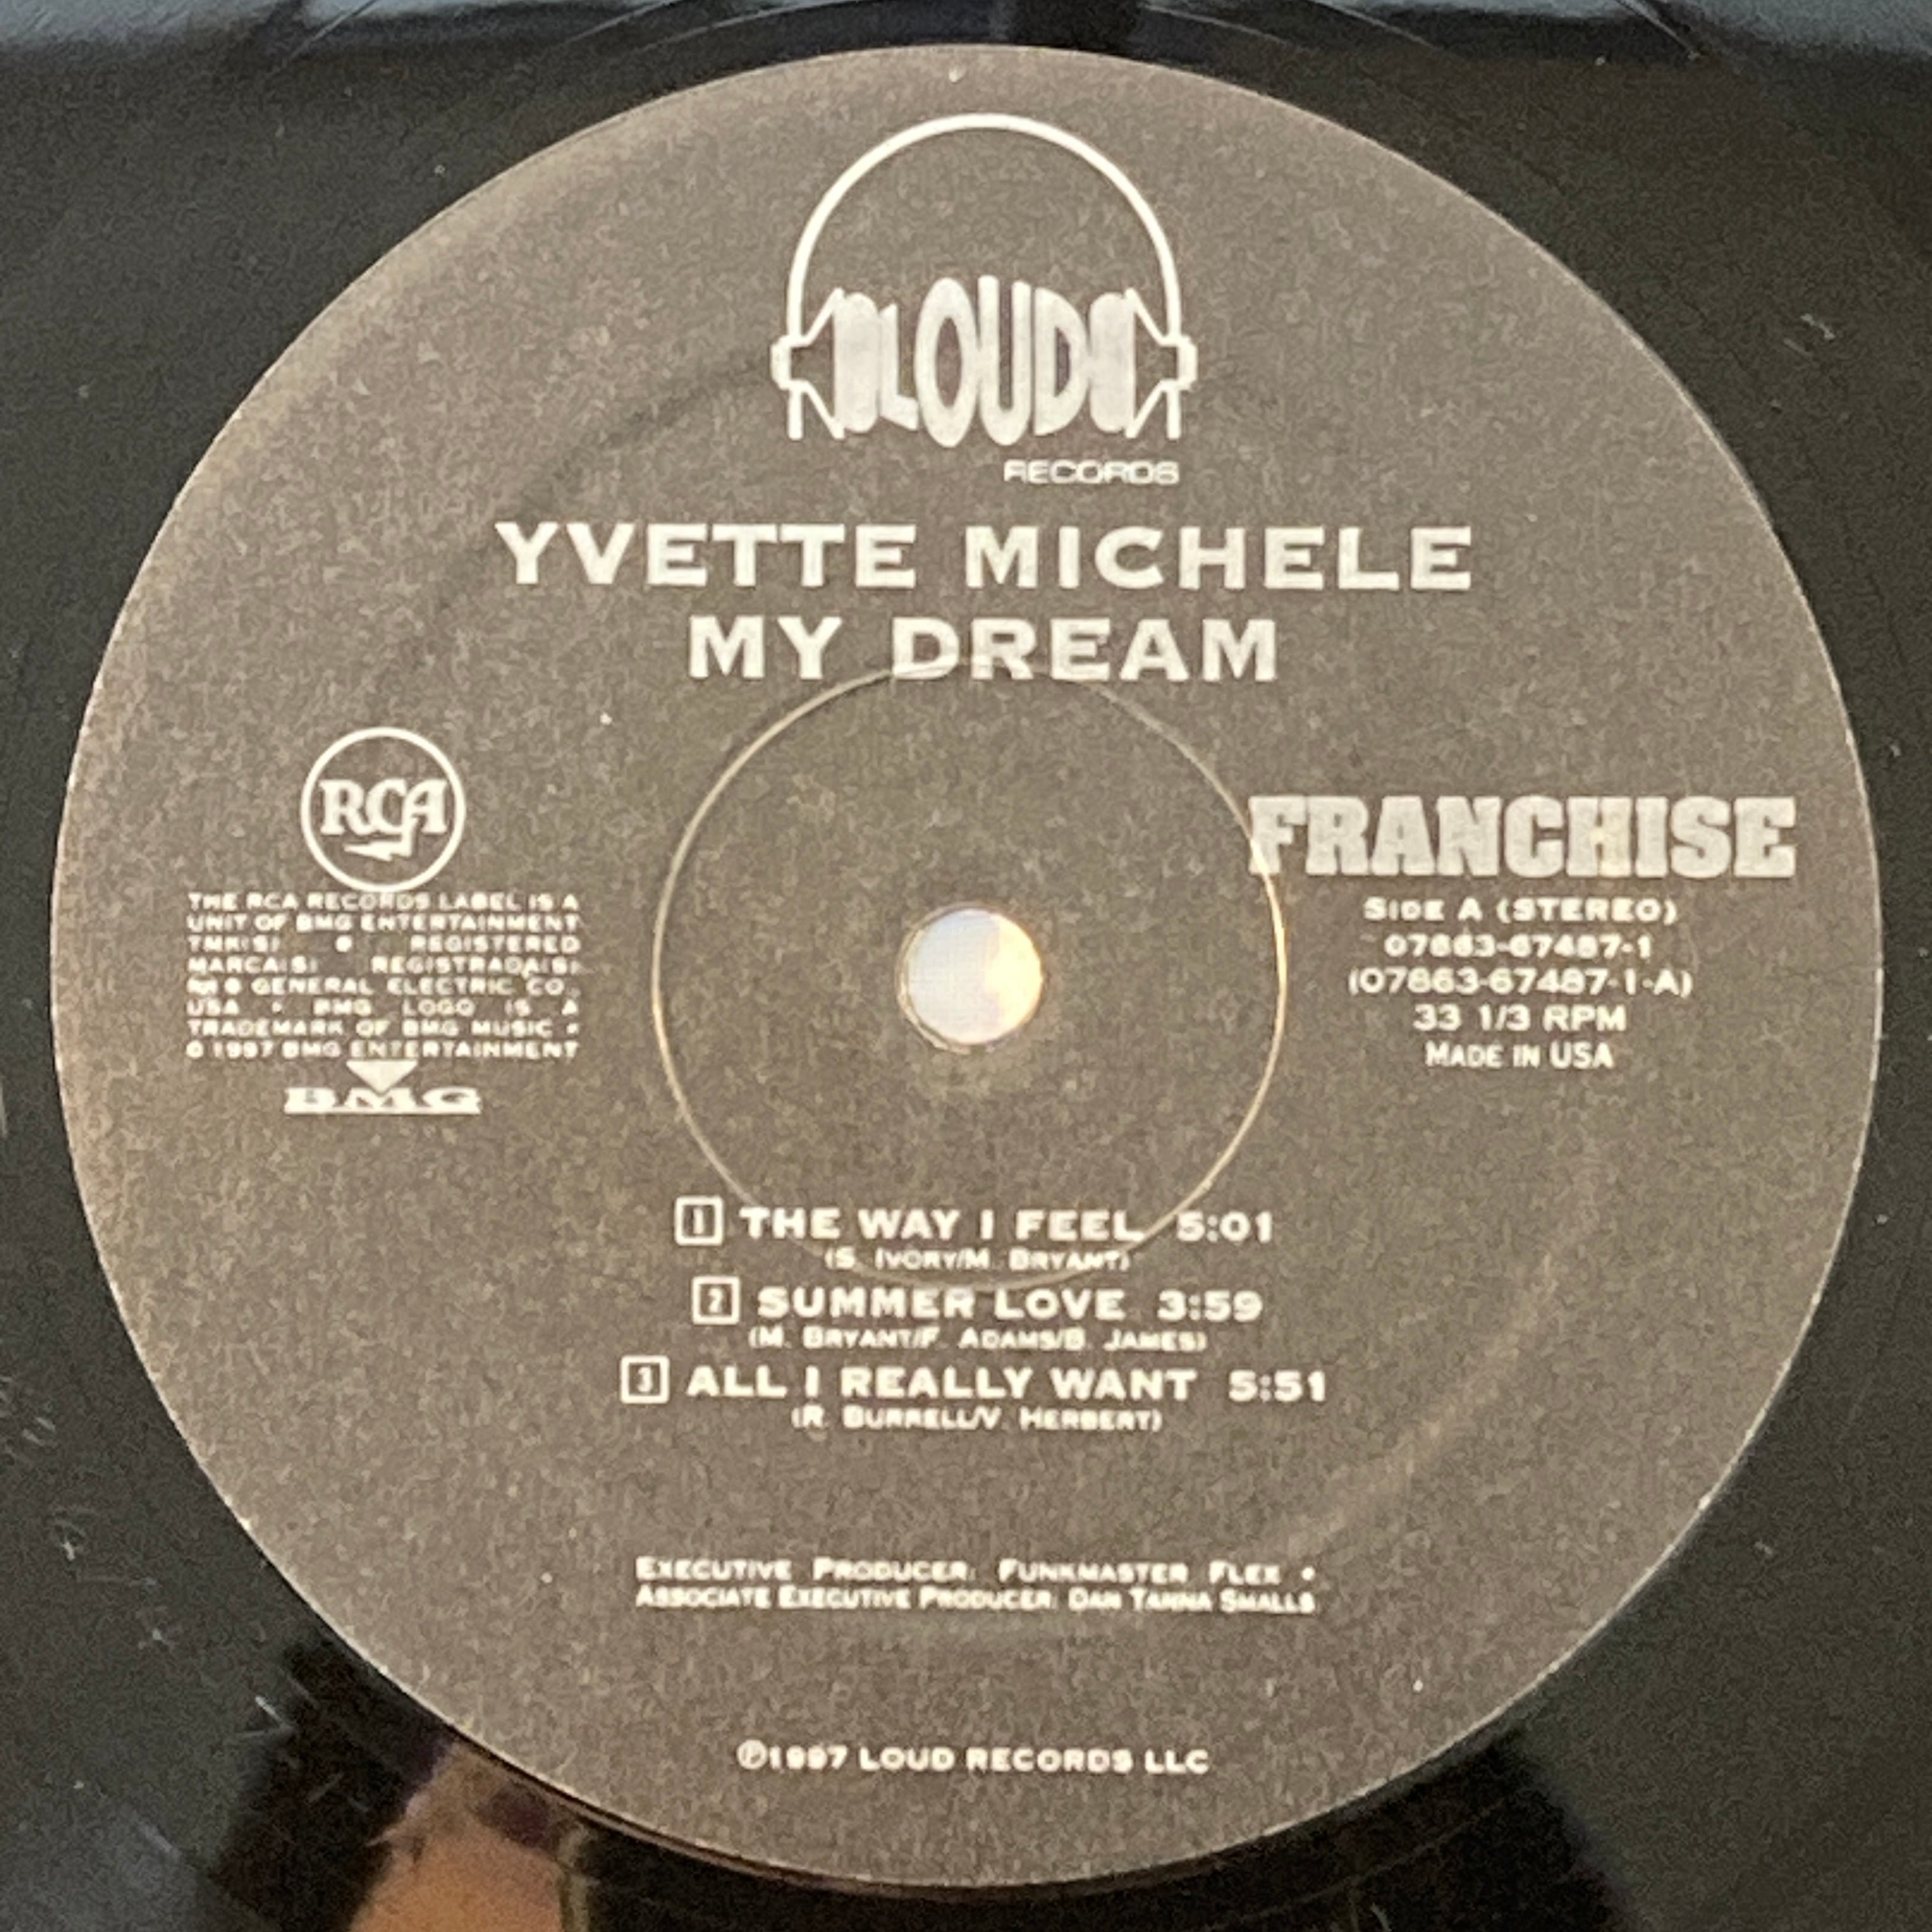 LOUD
RECORDS
YVETTE MICHELE
MY DREAM
RCA
THE RCA RECORDS LABEL IS A
UNIT OF BMG ENTERTAINMENT
TMK(S) ® REGISTERED
MARCA(S) REGISTRADA(S)
GENERAL ELECTRIC CO.,
USA • BMG LOGO IS A
TRADEMARK OF BMG MUSIC •
© 1997 BMG ENTERTAINMENT
BMG
FRANCHISE
SIDE A (STEREO)
07863-67487-1
(07863-67487-1-A)
33 1/3 RPM
MADE IN USA
1 THE WAY I FEEL 5:01
(S. IVORY/M. BRYANT)
2 SUMMER LOVE 3:59
(M. BRYANT/F. ADAMS/B. JAMES)
3 ALL I REALLY WANT 5:51
(R. BURRELL/V. HERBERT)
EXECUTIVE PRODUCER: FUNKMASTER FLEX •
ASSOCIATE EXECUTIVE PRODUCER: DAN TANNA SMALLS
℗1997 LOUD RECORDS LLC